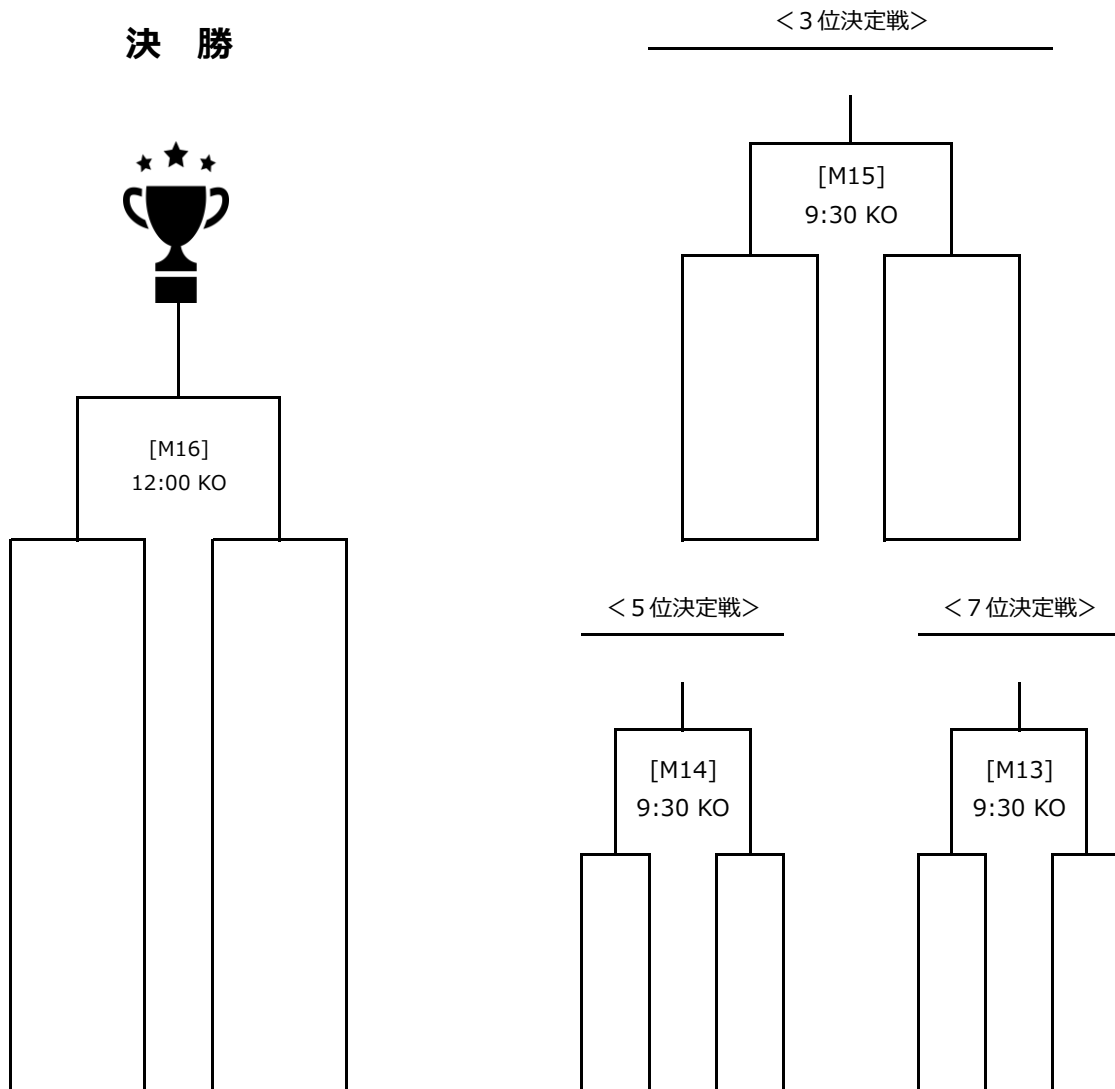 決　勝
[M16]
12:00 KO
＜３位決定戦＞
[M15]
9:30 KO
＜５位決定戦＞
[M14]
9:30 KO
＜７位決定戦＞
[M13]
9:30 KO